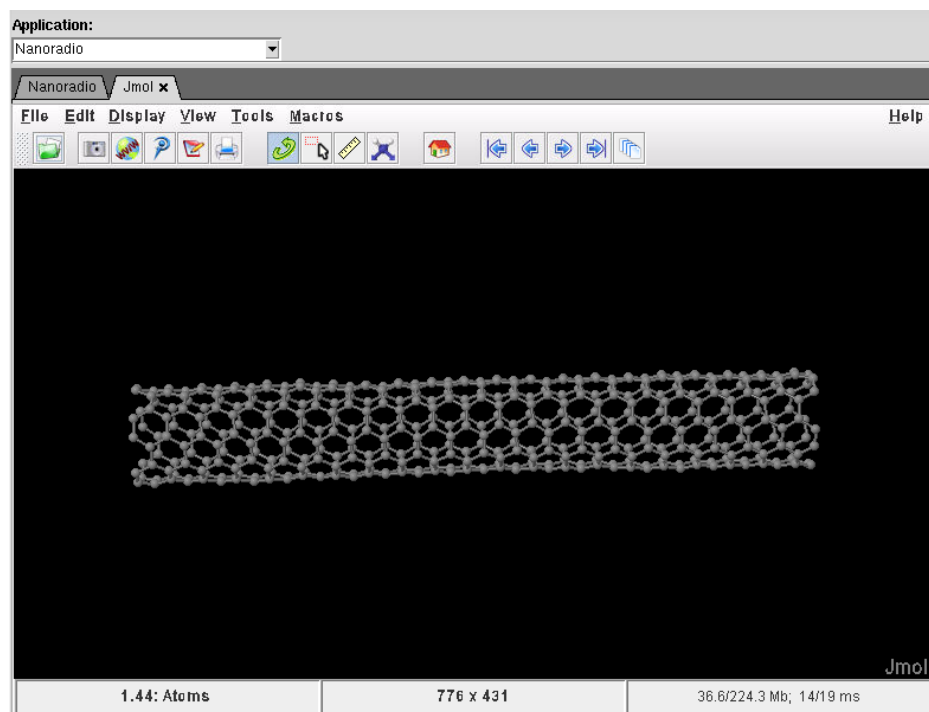 Application:
Nanoradio
Nanoradio Jmol ×
File Edit Display View Tools Macros Help
Jmol
1.44: Atoms 776 x 431 36.6/224.3 Mb; 14/19 ms